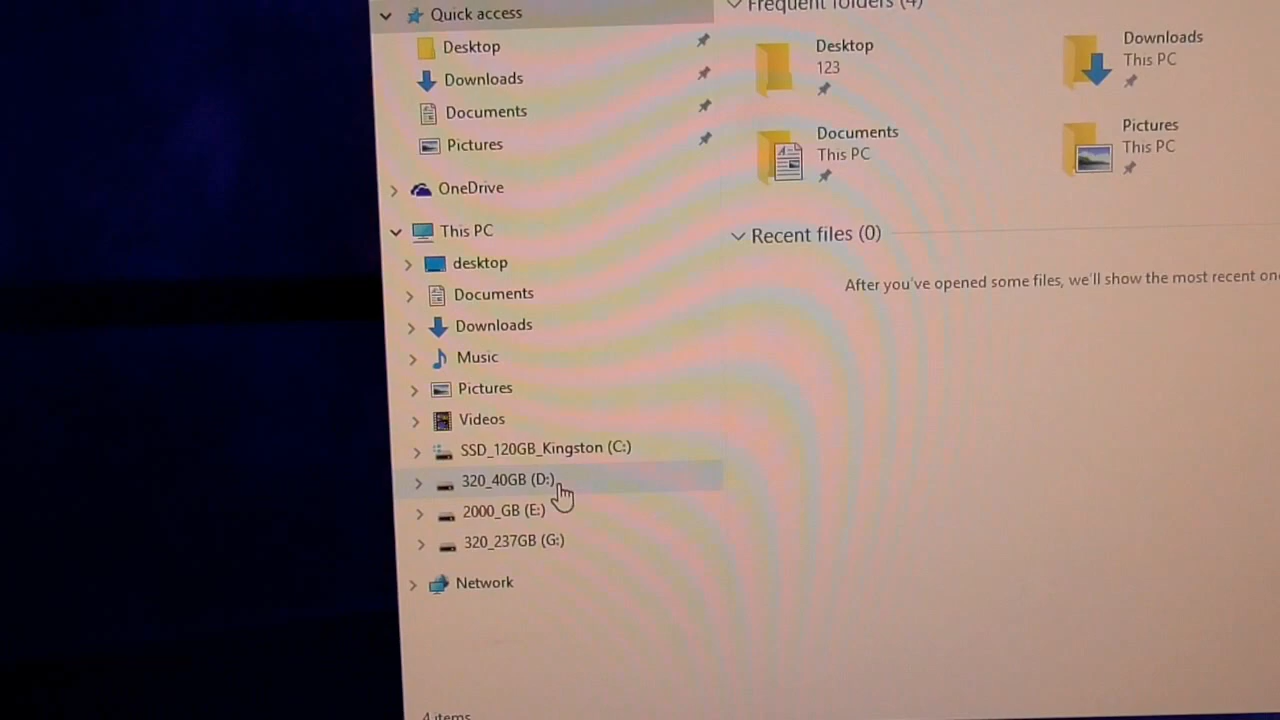 Quick access
Desktop
Downloads
Documents
Pictures
OneDrive
This PC
desktop
Documents
Downloads
Music
Pictures
Videos
SSD_120GB_Kingston (C:)
320_40GB (D:)
2000_GB (E:)
320_237GB (G:)
Network
4 items
Frequent folders (4)
Desktop
123
Downloads
This PC
Documents
This PC
Pictures
This PC
Recent files (0)
After you've opened some files, we'll show the most recent